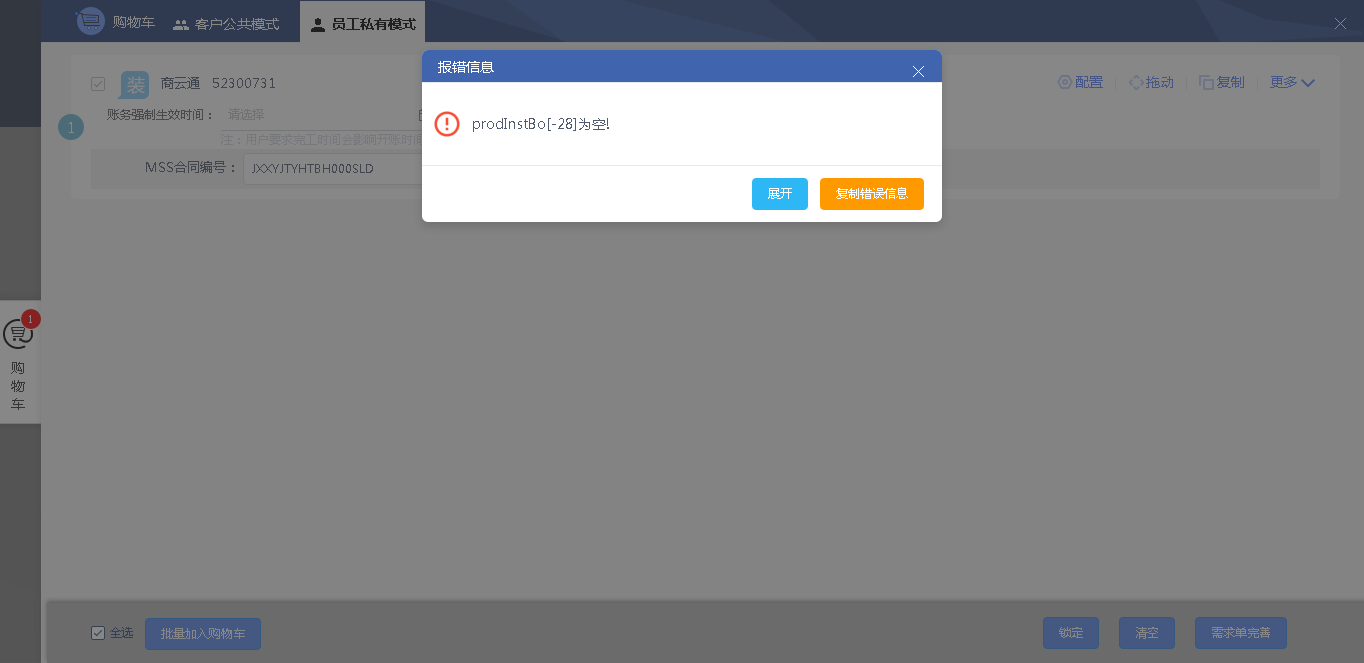 购物车 客户公共模式 员工私有模式
报错信息
装 商云通 52300731 配置 拖动 复制 更多
账务强制生效时间： 请选择
1
prodInstBo[-28]为空!
注：用户要求完工时间会影响开账时间
MSS合同编号： JXXYJTYHTBH000SLD
展开 复制错误信息
1
购
物
车
全选 批量加入购物车 锁定 清空 需求单完善